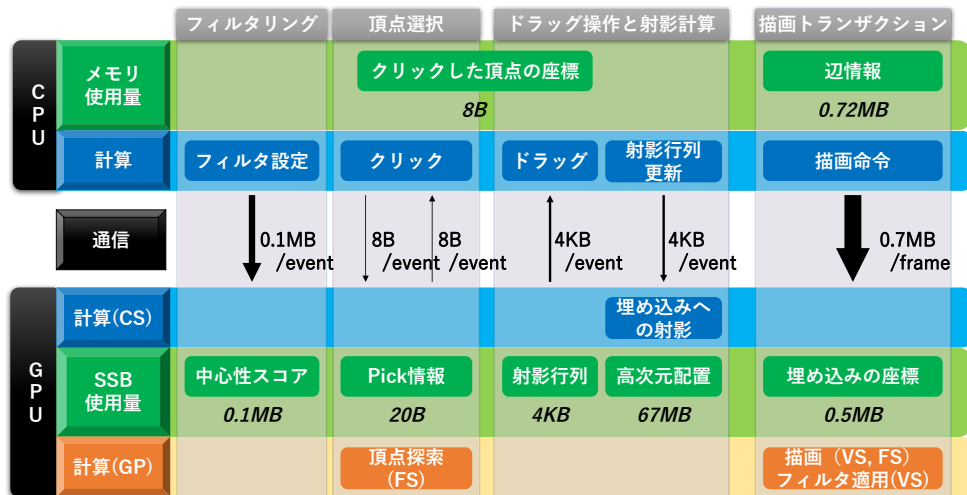 フィルタリング
頂点選択
ドラッグ操作と射影計算
描画トランザクション
CPU
メモリ
使用量
クリックした頂点の座標
8B
辺情報
0.72MB
計算
フィルタ設定
クリック
ドラッグ
射影行列
更新
描画命令
通信
0.1MB
/event
8B
/event
8B
/event
4KB
/event
4KB
/event
0.7MB
/frame
GPU
計算(CS)
埋め込みへ
の射影
SSB
使用量
中心性スコア
0.1MB
Pick情報
20B
射影行列
4KB
高次元配置
67MB
埋め込みの座標
0.5MB
計算(GP)
頂点探索
(FS)
描画（VS, FS）
フィルタ適用(VS)